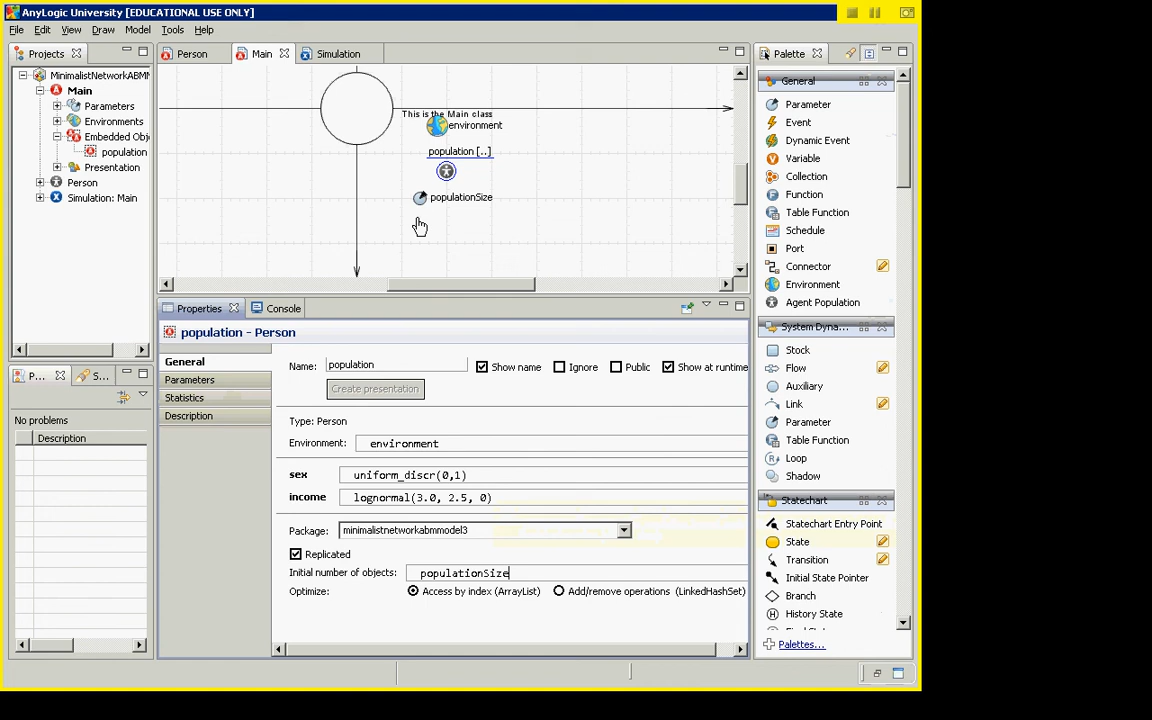 AnyLogic University [EDUCATIONAL USE ONLY]
File Edit View Draw Model Tools Help
Projects
MinimalistNetworkABMN
Main
Parameters
Environments
Embedded Obj
population
Presentation
Person
Simulation: Main
P...
S...
No problems
Description
Person
Main
Simulation
This is the Main class
environment
population [..]
populationSize
Properties
Console
population - Person
General
Parameters
Statistics
Description
Name: population
Show name
Ignore
Public
Show at runtime
Create presentation
Type: Person
Environment: environment
sex uniform_discr(0,1)
income lognormal(3.0, 2.5, 0)
Package: minimalistnetworkabmmodel3
Replicated
Initial number of objects: populationSize
Optimize: Access by index (ArrayList) Add/remove operations (LinkedHashSet)
Palette
General
Parameter
Event
Dynamic Event
Variable
Collection
Function
Table Function
Schedule
Port
Connector
Environment
Agent Population
System Dyna...
Stock
Flow
Auxiliary
Link
Parameter
Table Function
Loop
Shadow
Statechart
Statechart Entry Point
State
Transition
Initial State Pointer
Branch
History State
Palettes...